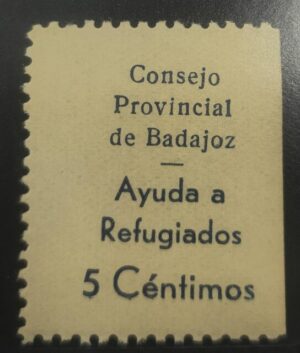 Consejo
Provincial
de Badajoz
Ayuda a
Refugiados
5 Céntimos